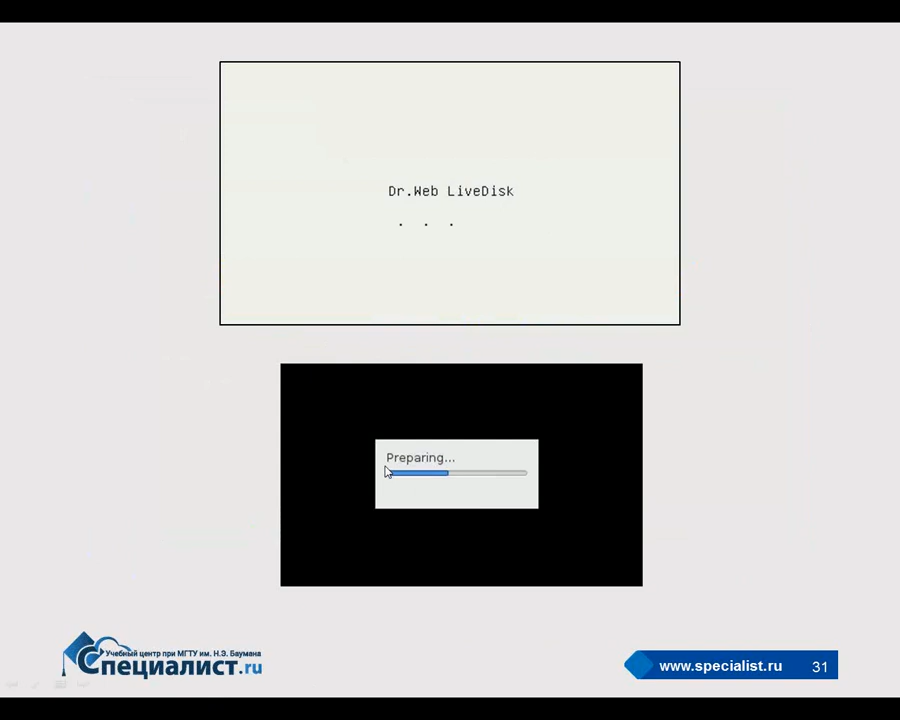 Dr.Web LiveDisk
. . .
Preparing...
Учебный центр при МГТУ им. Н.Э. Баумана
Специалист.ru
www.specialist.ru 31